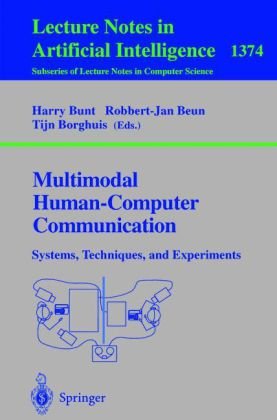 Lecture Notes in
Artificial Intelligence 1374
Subseries of Lecture Notes in Computer Science
Harry Bunt Robbert-Jan Beun
Tijn Borghuis (Eds.)
Multimodal
Human-Computer
Communication
Systems, Techniques, and Experiments
Springer